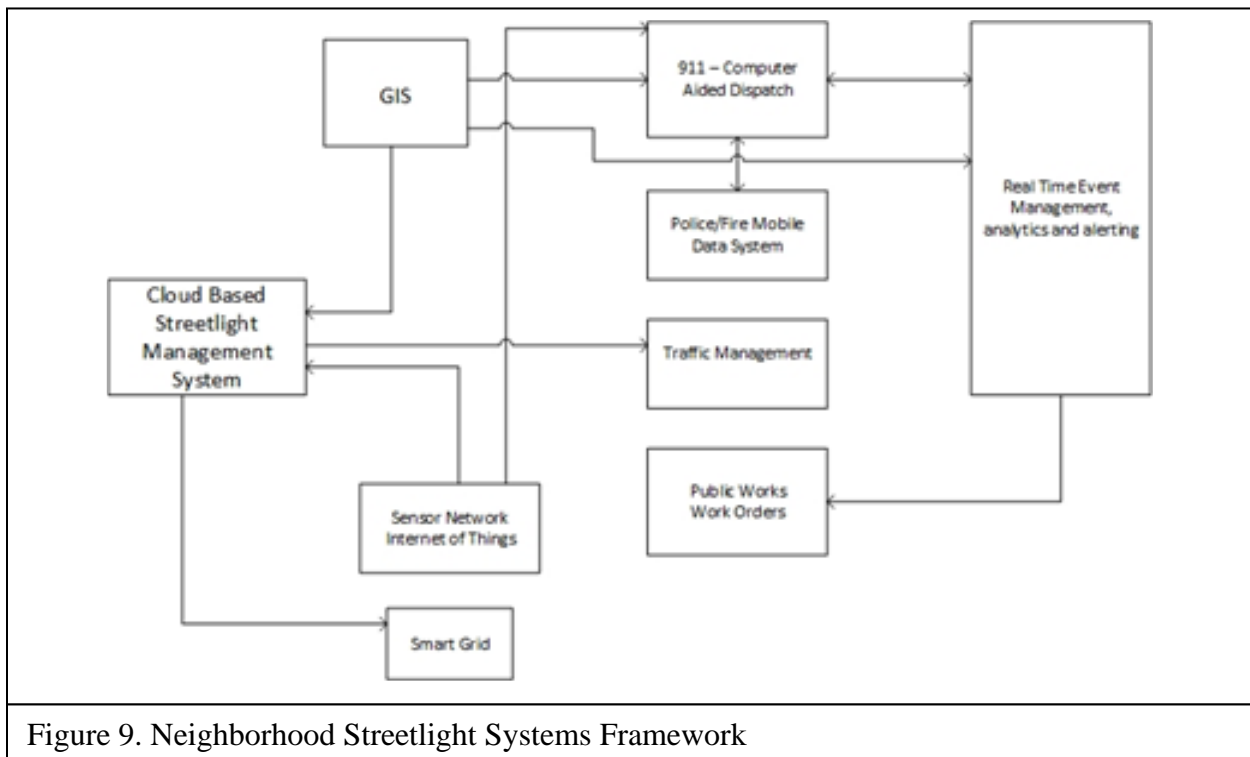 GIS
911 – Computer
Aided Dispatch
Real Time Event
Management,
analytics and alerting
Police/Fire Mobile
Data System
Cloud Based
Streetlight
Management
System
Traffic Management
Public Works
Work Orders
Sensor Network
Internet of Things
Smart Grid
Figure 9. Neighborhood Streetlight Systems Framework